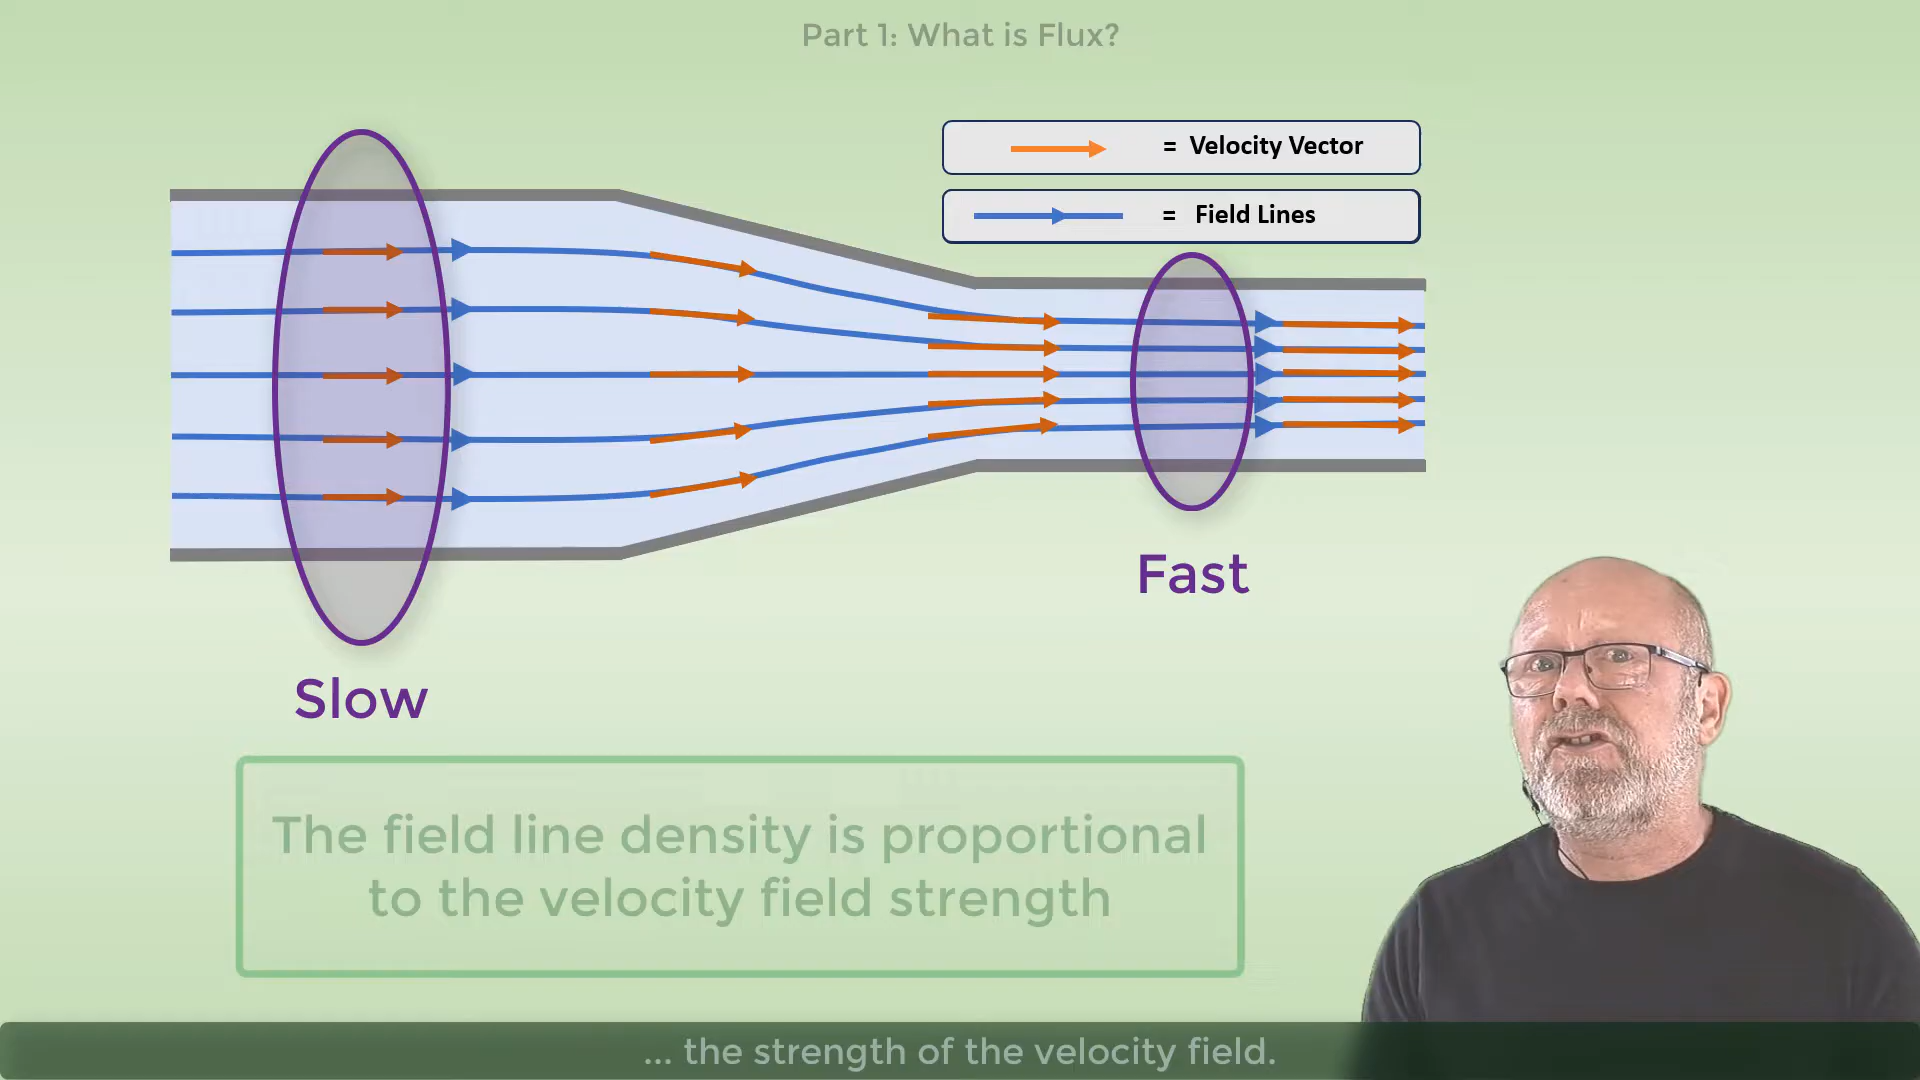 Part 1: What is Flux?
= Velocity Vector
= Field Lines
Fast
Slow
The field line density is proportional
to the velocity field strength
... the strength of the velocity field.